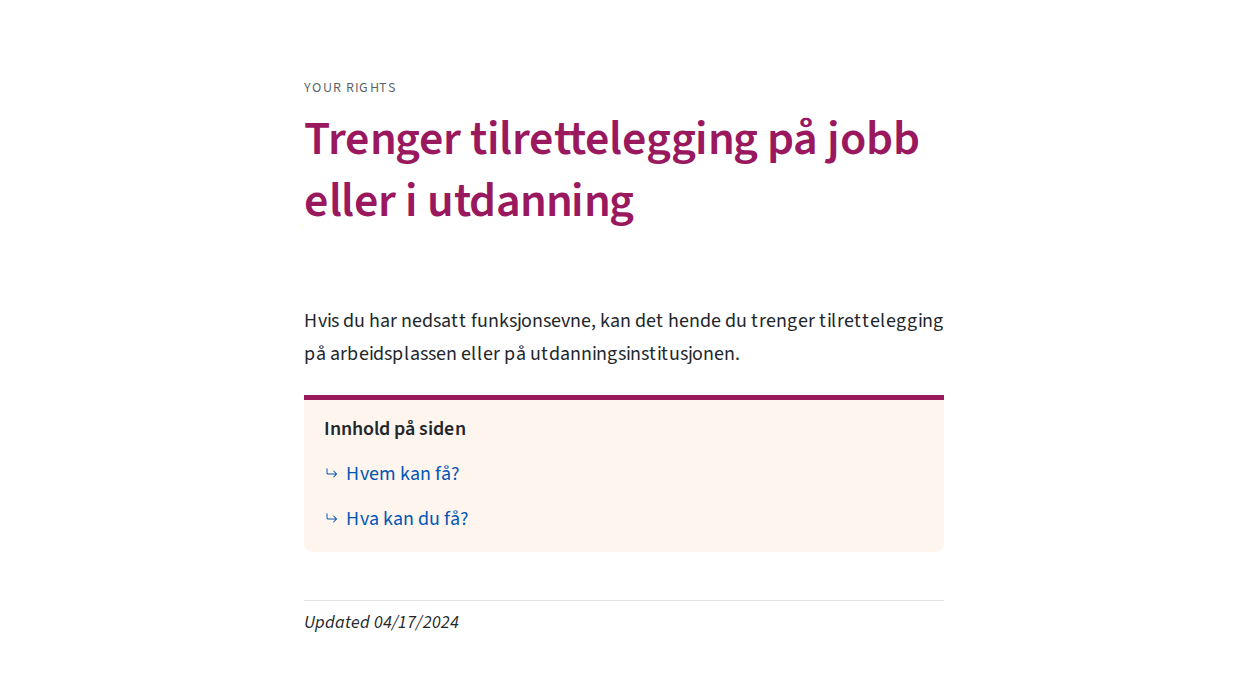 YOUR RIGHTS
Trenger tilrettelegging på jobb
eller i utdanning
Hvis du har nedsatt funksjonsevne, kan det hende du trenger tilrettelegging
på arbeidsplassen eller på utdanningsinstitusjonen.
Innhold på siden
Hvem kan få?
Hva kan du få?
Updated 04/17/2024